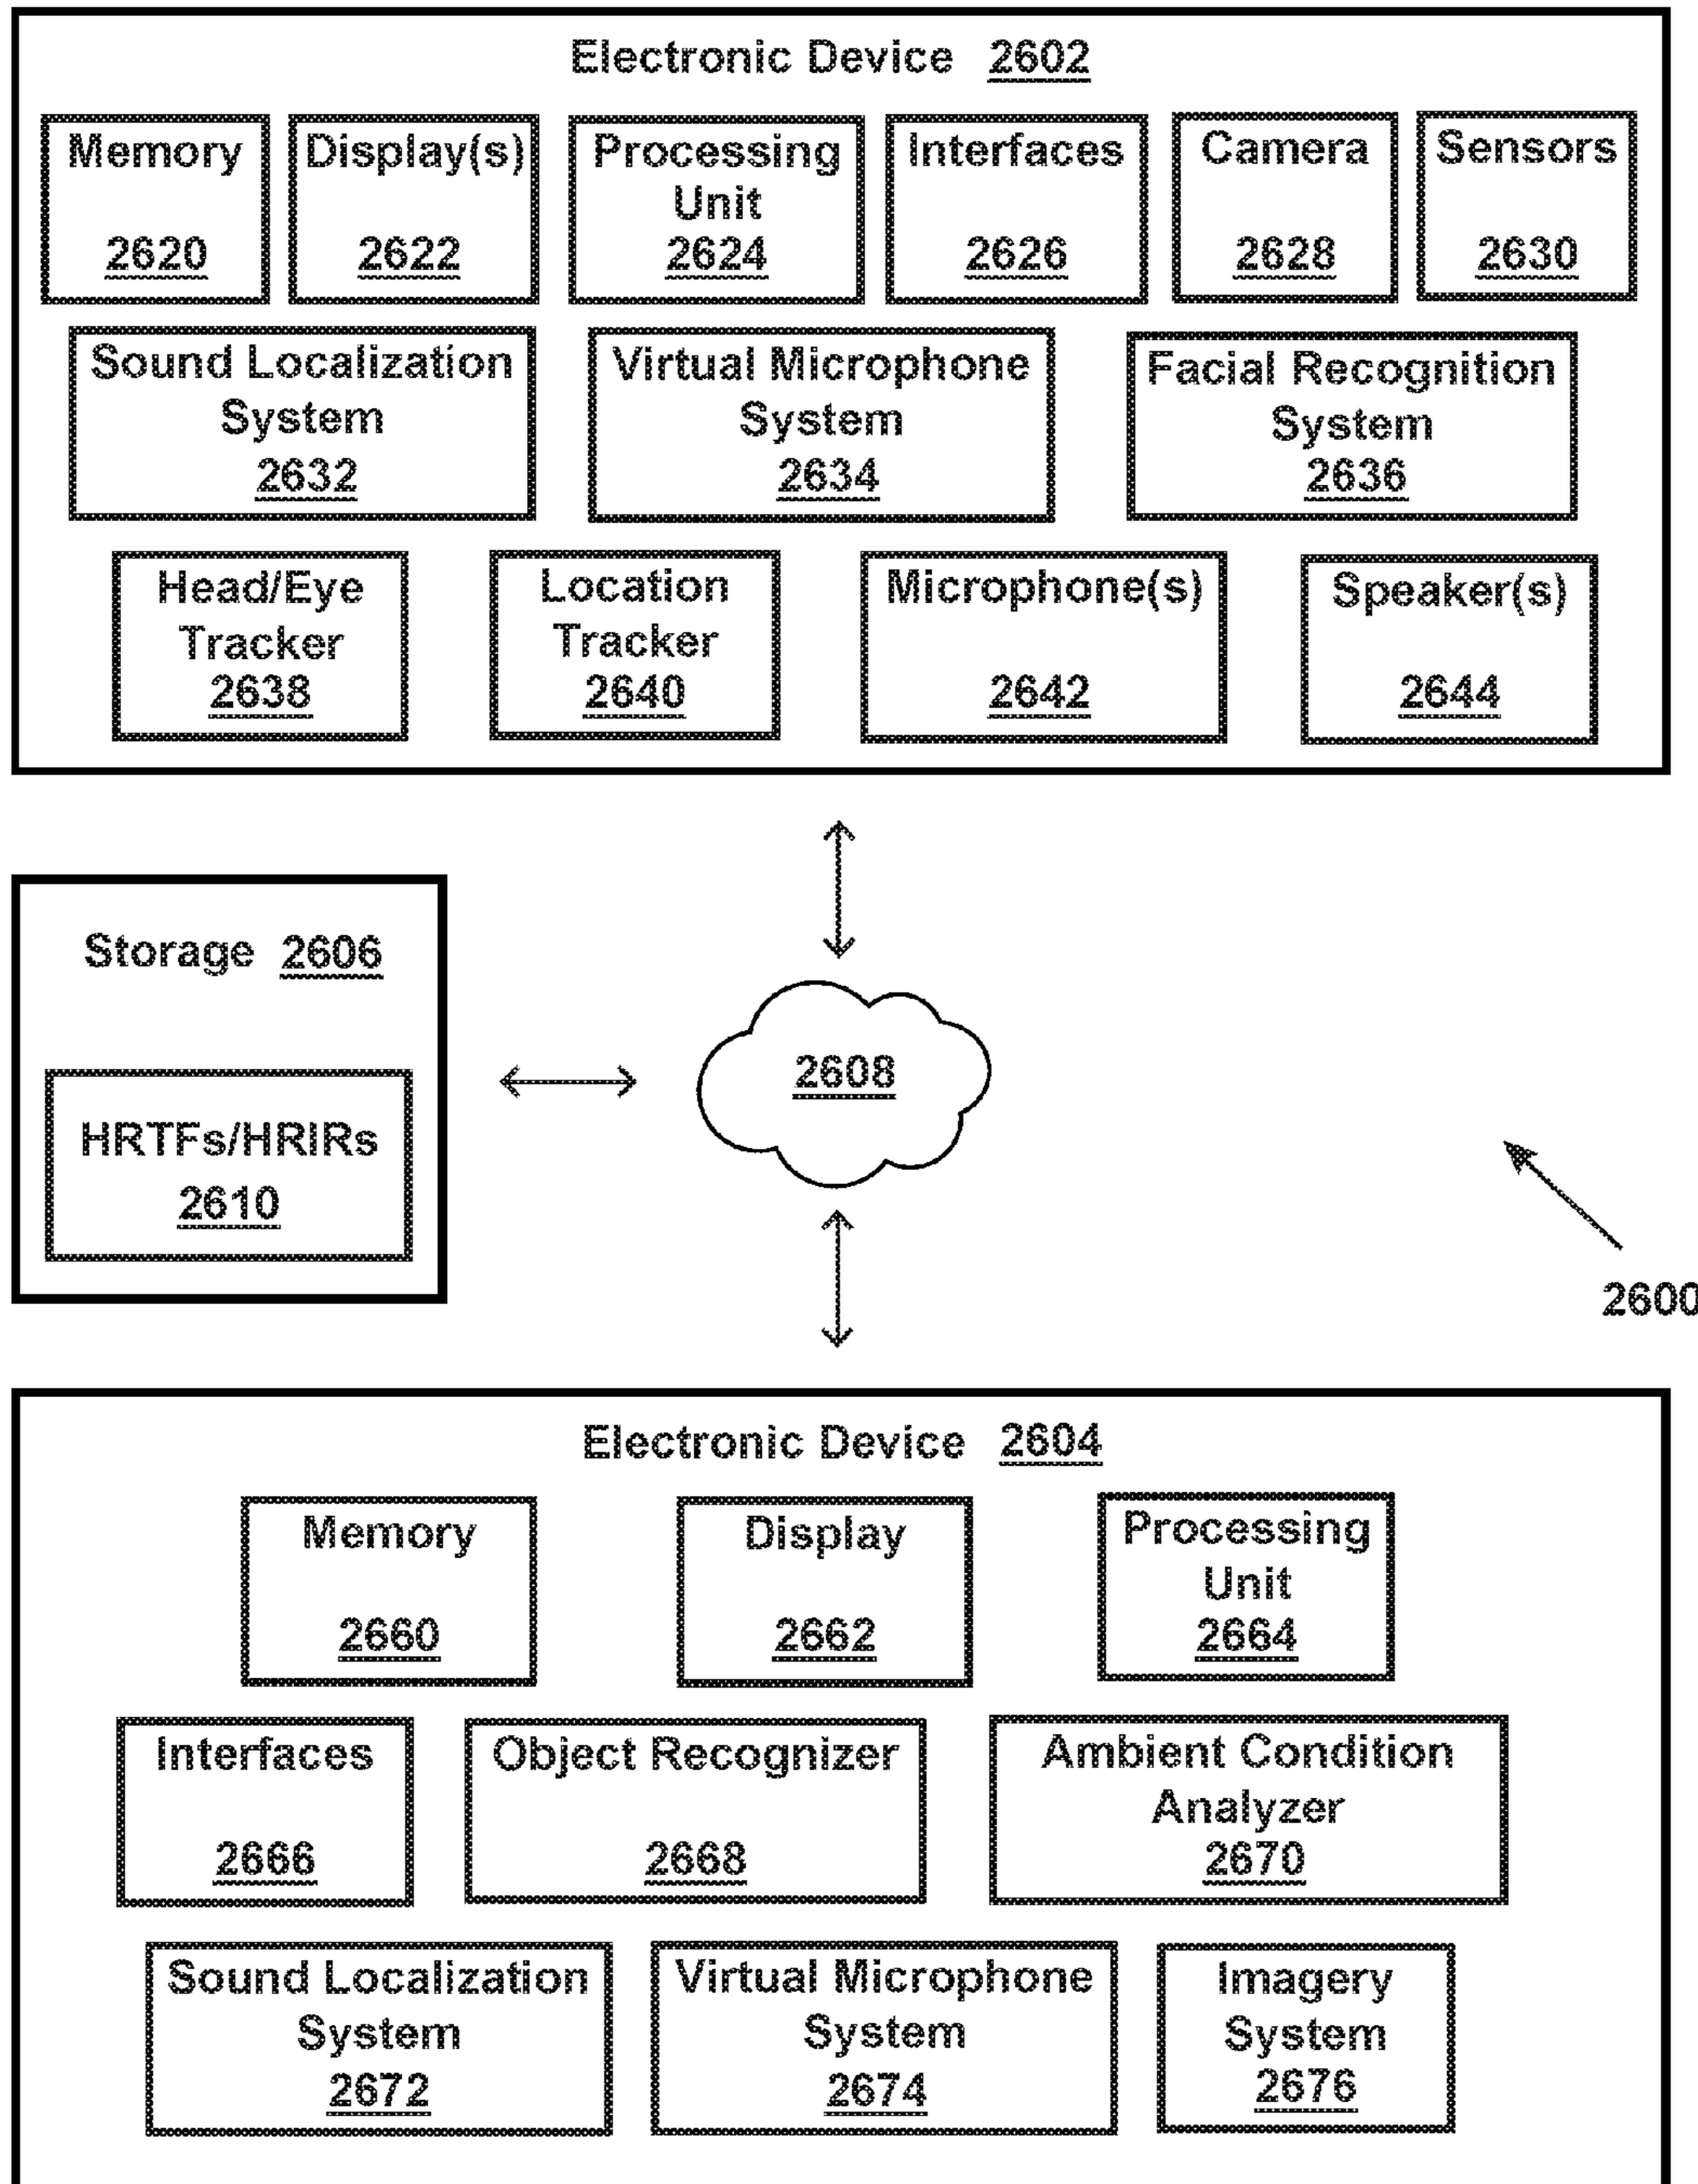 Electronic Device 2602
Memory
2620
Display(s)
2622
Processing
Unit
2624
Interfaces
2626
Camera
2628
Sensors
2630
Sound Localization
System
2632
Virtual Microphone
System
2634
Facial Recognition
System
2636
Head/Eye
Tracker
2638
Location
Tracker
2640
Microphone(s)
2642
Speaker(s)
2644
Storage 2606
HRTFs/HRIRs
2610
2608
2600
Electronic Device 2604
Memory
2660
Display
2662
Processing
Unit
2664
Interfaces
2666
Object Recognizer
2668
Ambient Condition
Analyzer
2670
Sound Localization
System
2672
Virtual Microphone
System
2674
Imagery
System
2676